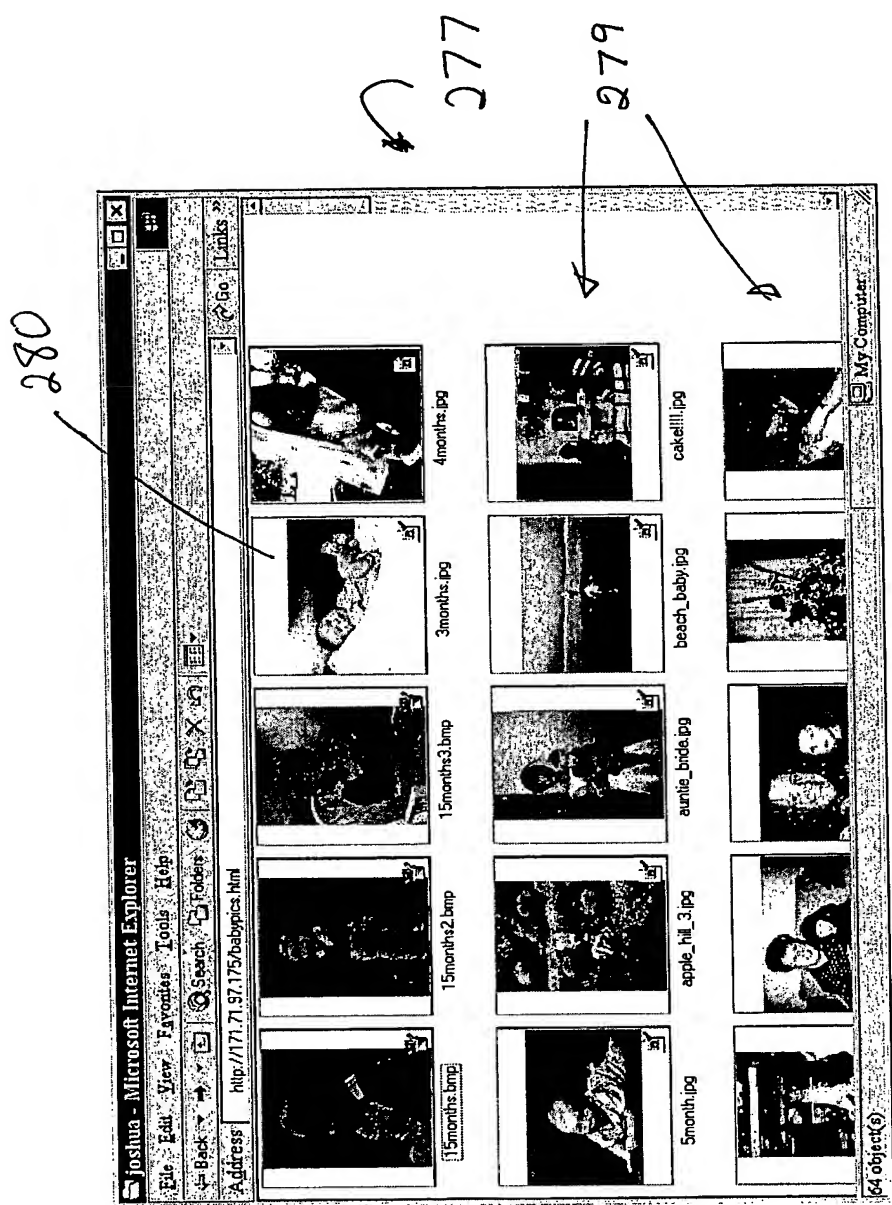 280
joshua - Microsoft Internet Explorer
File Edit View Favorites Tools Help
Back Search Folders
Address http://171.71.97.175/babypics.html Go Links »
15months.bmp 15months2.bmp 15months3.bmp 3months.jpg 4months.jpg
5month.jpg apple_hill_3.jpg auntie_brida.jpg beach_baby.jpg cake!!!!.jpg
64 object(s) My Computer
277
279